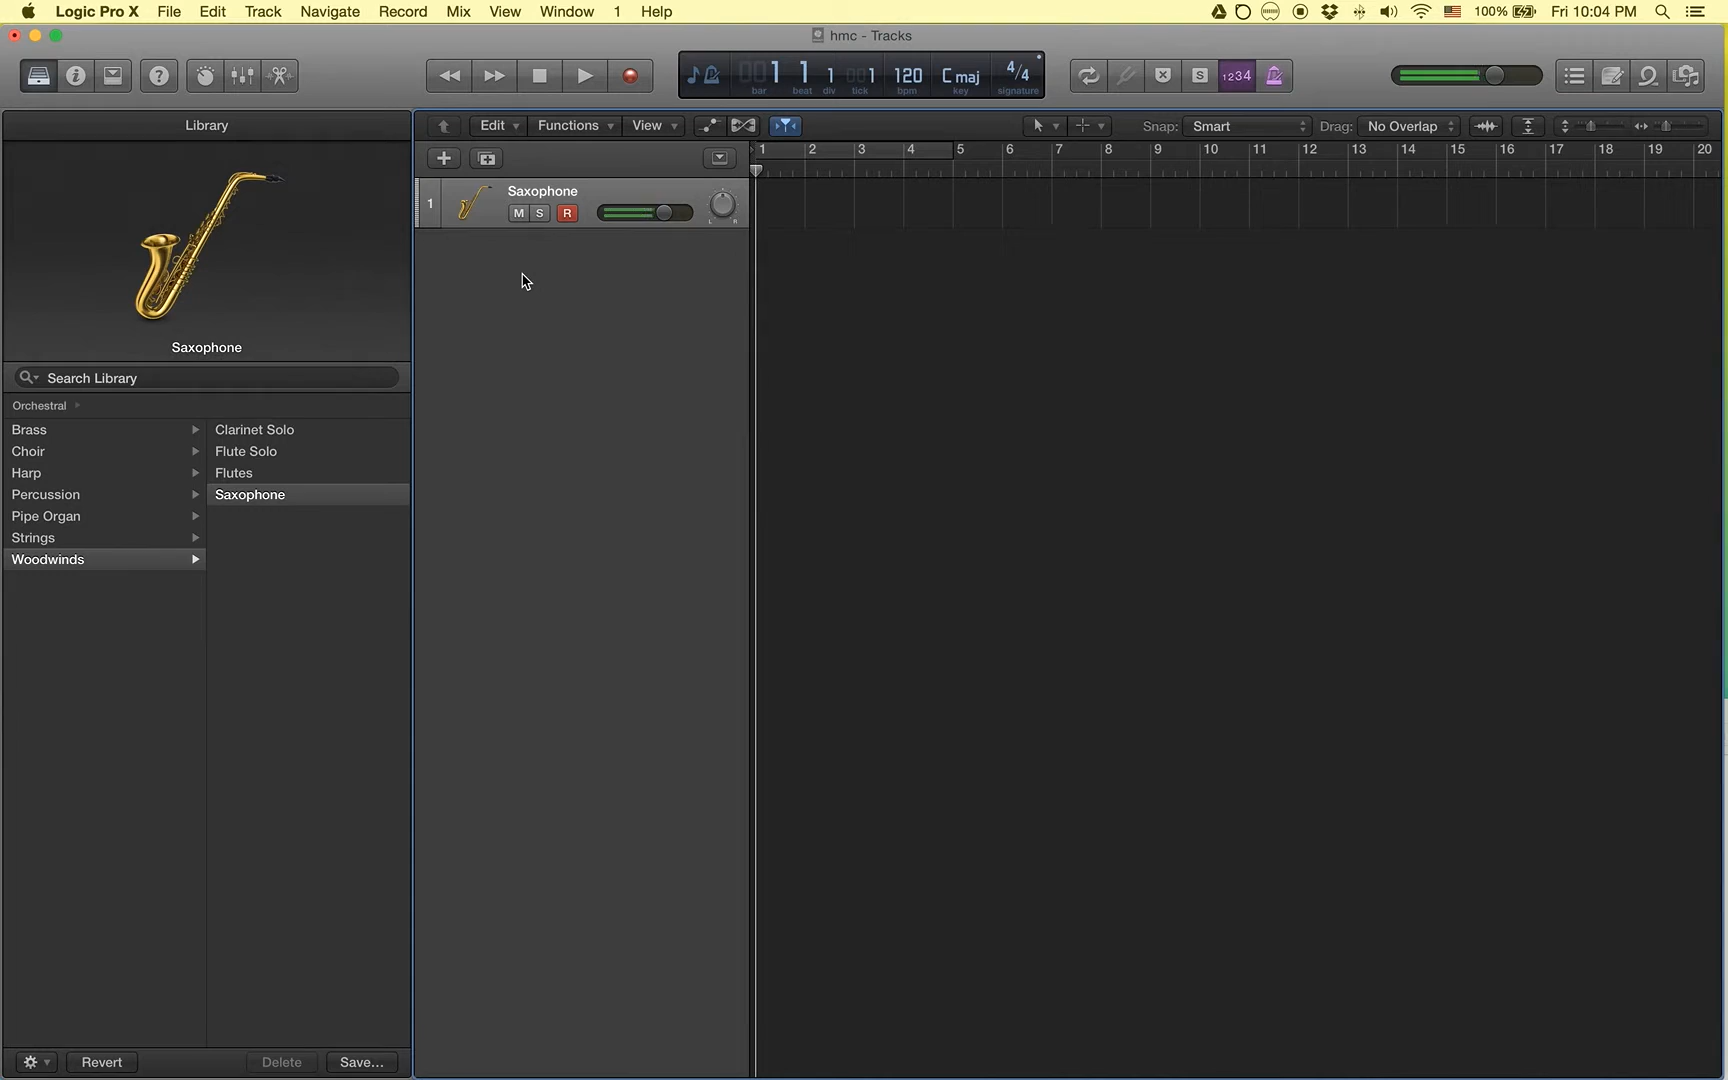 Logic Pro X File Edit Track Navigate Record Mix View Window 1 Help 100% Fri 10:04 PM
hmc - Tracks
? 001 1 1 001 120 C maj 4/4 S 1234
bar beat div tick bpm key signature
Library Edit Functions View Snap: Smart Drag: No Overlap
1 2 3 4 5 6 7 8 9 10 11 12 13 14 15 16 17 18 19 20
1 Saxophone
M S R L R
Saxophone
Search Library
Orchestral
Brass Clarinet Solo
Choir Flute Solo
Harp Flutes
Percussion Saxophone
Pipe Organ
Strings
Woodwinds
Revert Delete Save...